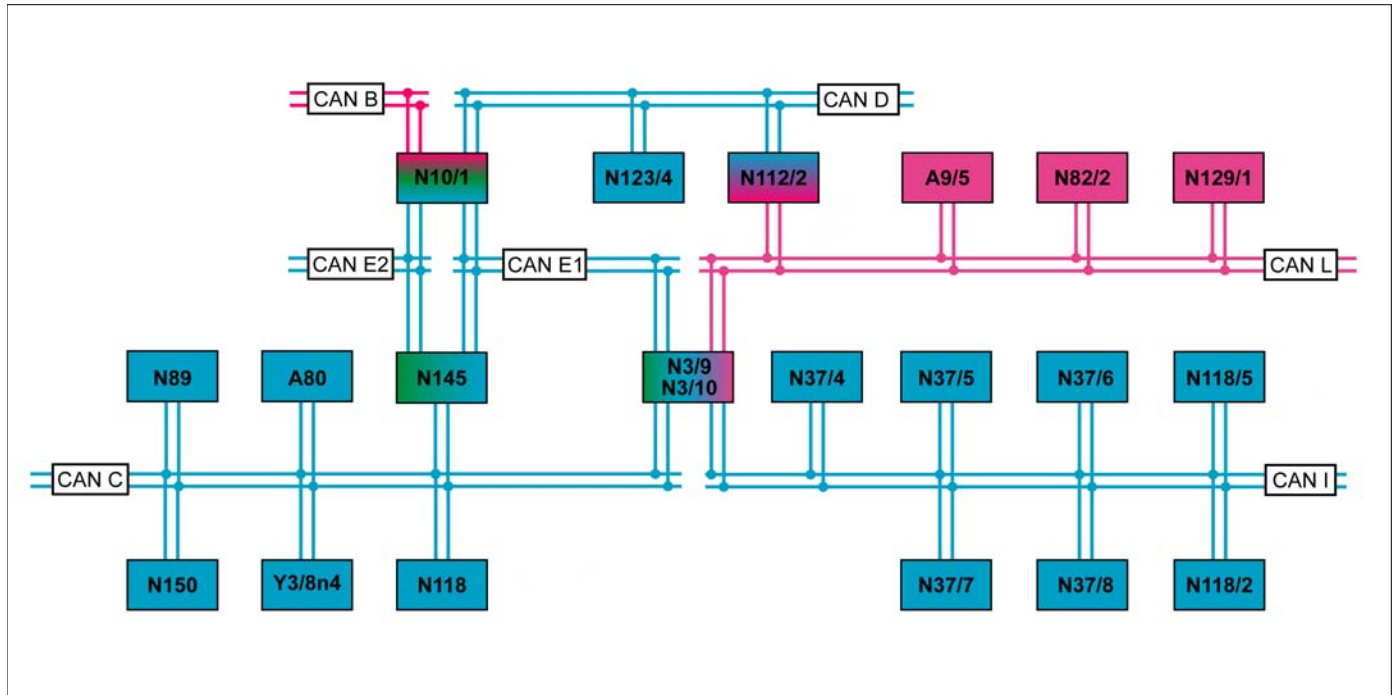 CAN B
CAN D
N10/1
N123/4
N112/2
A9/5
N82/2
N129/1
CAN E2
CAN E1
CAN L
N89
A80
N145
N3/9
N3/10
N37/4
N37/5
N37/6
N118/5
CAN C
CAN I
N150
Y3/8n4
N118
N37/7
N37/8
N118/2